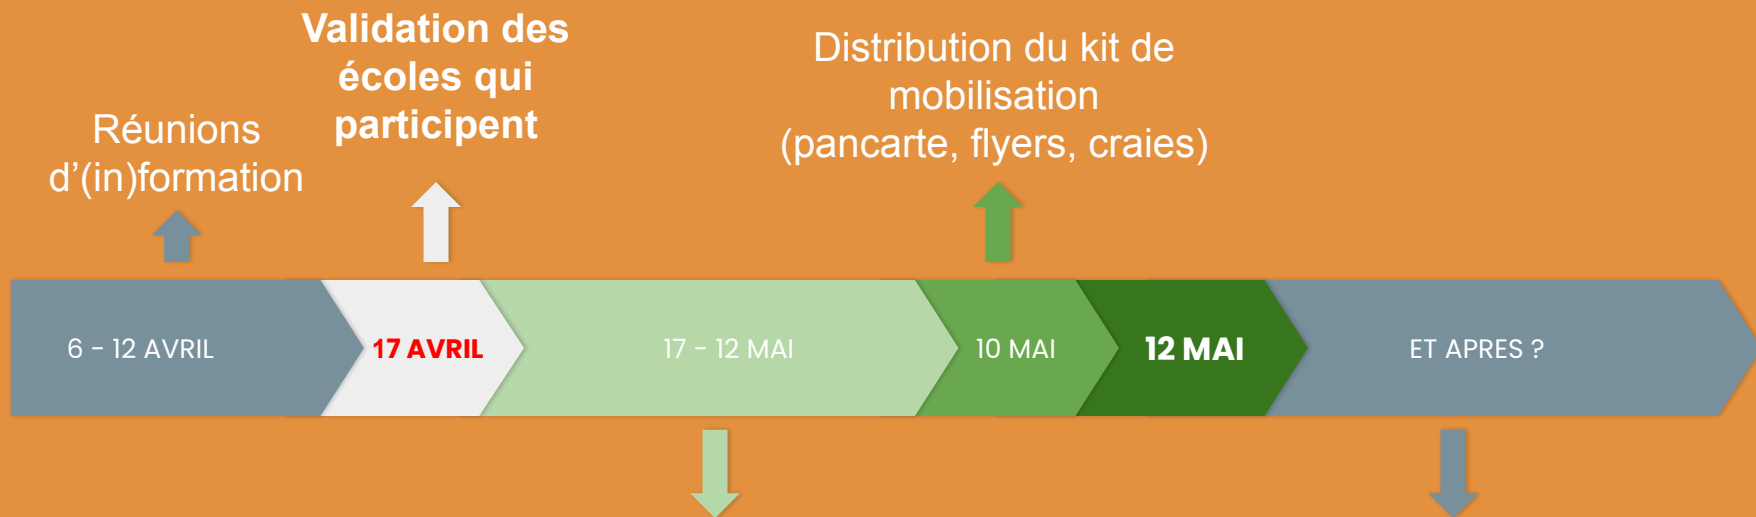 Validation des
écoles qui
participent
Distribution du kit de
mobilisation
(pancarte, flyers, craies)
Réunions
d’(in)formation
6 - 12 AVRIL
17 AVRIL
17 - 12 MAI
10 MAI
12 MAI
ET APRES ?